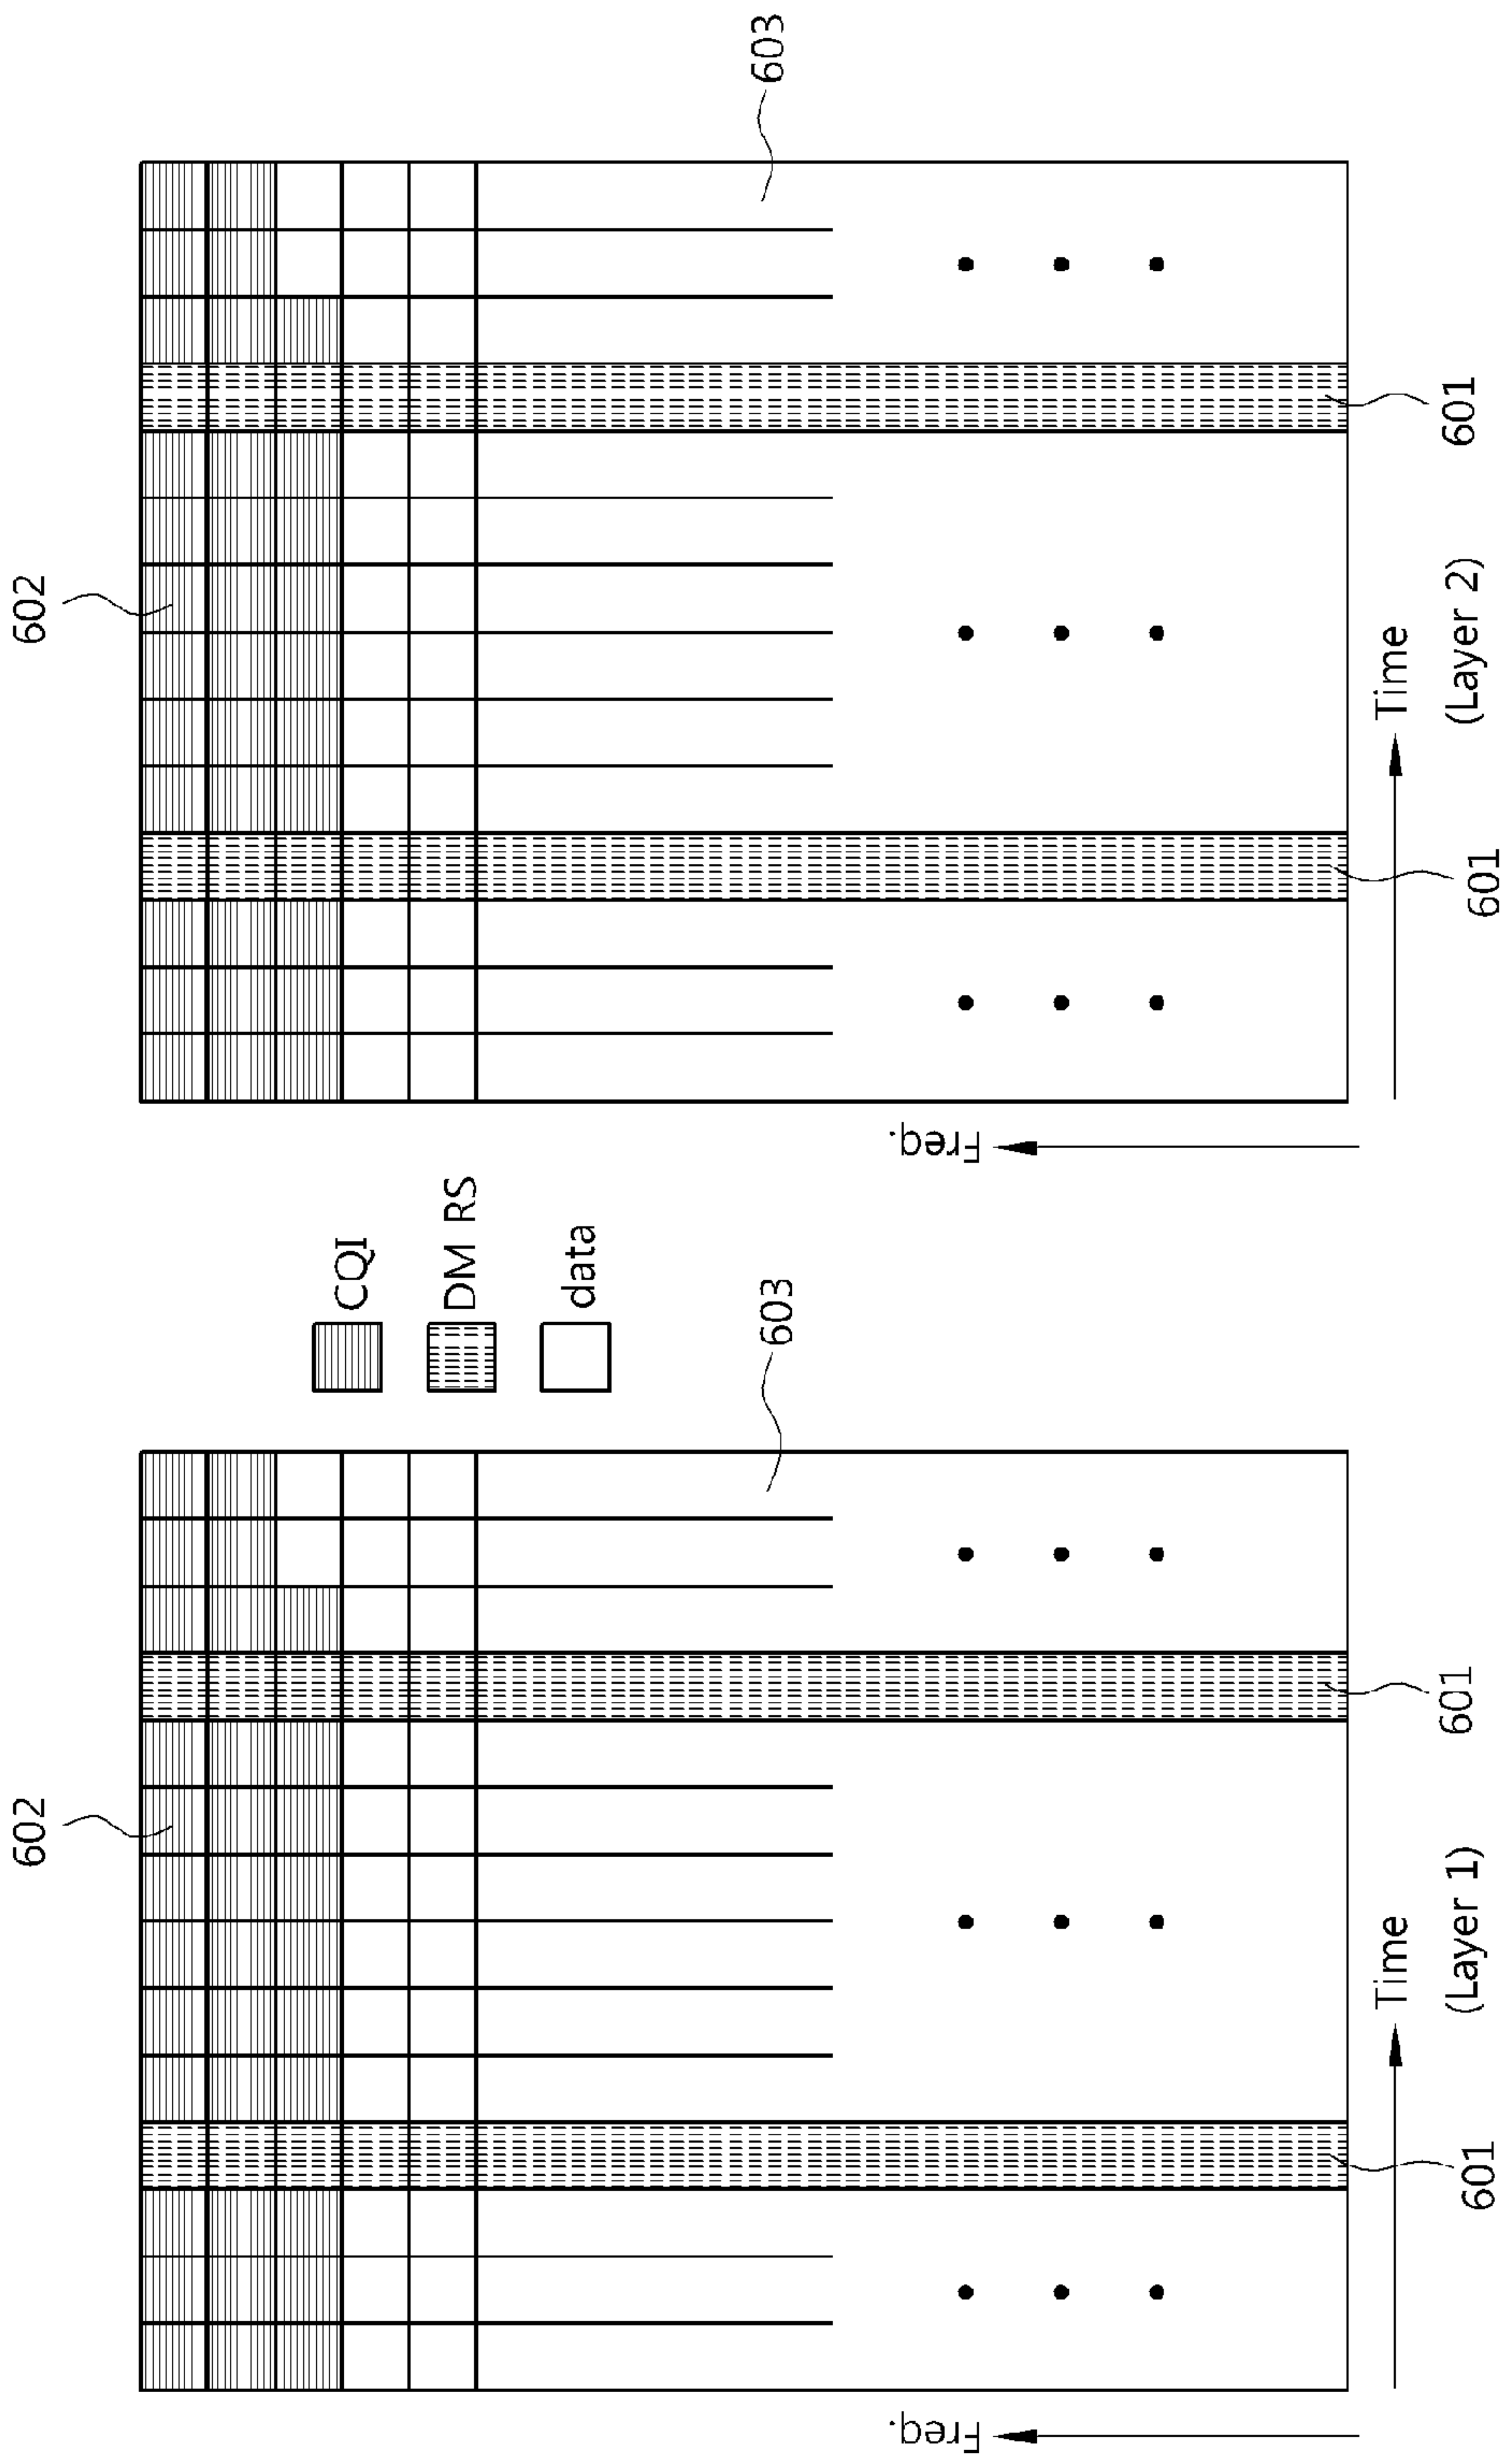 602
602
CQI
DM RS
data
603
603
Freq.
Freq.
Time
Time
601
601
601
601
(Layer 1)
(Layer 2)